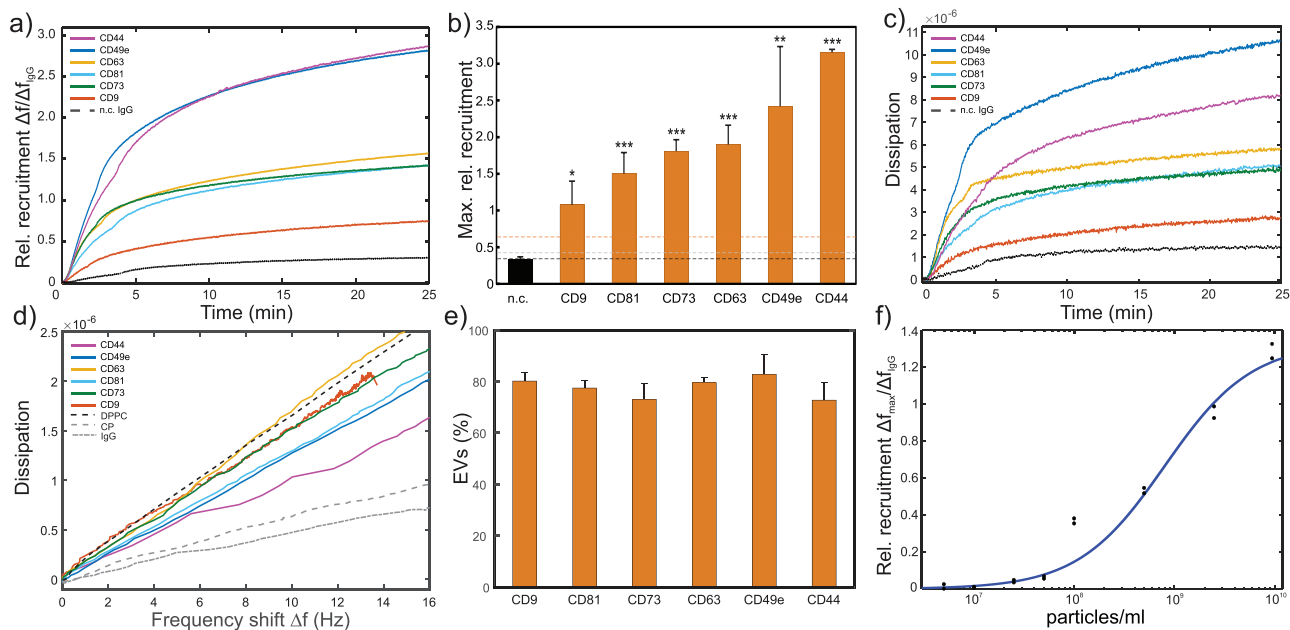 a)
Rel. recruitment Δf/Δf_IgG
3.0
2.5
2.0
1.5
1.0
0.5
0
CD44
CD49e
CD63
CD81
CD73
CD9
n.c. IgG
0 5 10 15 20 25
Time (min)
b)
Max. rel. recruitment
3.5
3.0
2.5
2.0
1.5
1
0.5
0
* *** *** *** ** ***
n.c. CD9 CD81 CD73 CD63 CD49e CD44
c)
×10⁻⁶
Dissipation
11
10
9
8
7
6
5
4
3
2
1
0
CD44
CD49e
CD63
CD81
CD73
CD9
n.c. IgG
0 5 10 15 20 25
Time (min)
d)
×10⁻⁶
Dissipation
2.5
2
1.5
1
0.5
0
CD44
CD49e
CD63
CD81
CD73
CD9
DPPC
CP
IgG
0 2 4 6 8 10 12 14 16
Frequency shift Δf (Hz)
e)
EVs (%)
100
80
60
40
20
0
CD9 CD81 CD73 CD63 CD49e CD44
f)
Rel. recruitment Δf_max/Δf_IgG
1.4
1.2
1.0
0.8
0.6
0.4
0.2
0
10⁷ 10⁸ 10⁹ 10¹⁰
particles/ml